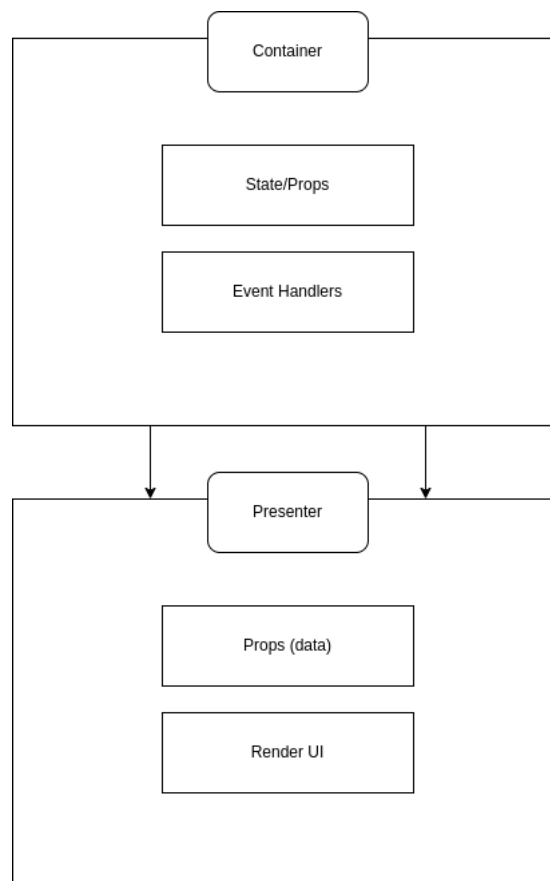 Container
State/Props
Event Handlers
Presenter
Props (data)
Render UI